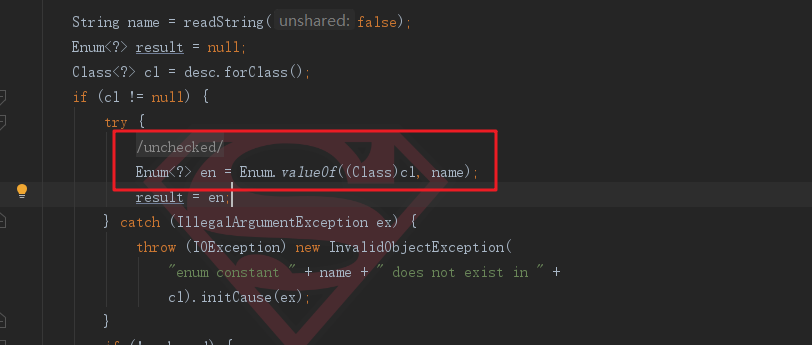 String name = readString( unshared: false);
Enum<?> result = null;
Class<?> cl = desc.forClass();
if (cl != null) {
try {
/unchecked/
Enum<?> en = Enum.valueOf((Class)cl, name);
result = en;
} catch (IllegalArgumentException ex) {
throw (IOException) new InvalidObjectException(
"enum constant " + name + " does not exist in " +
cl).initCause(ex);
}